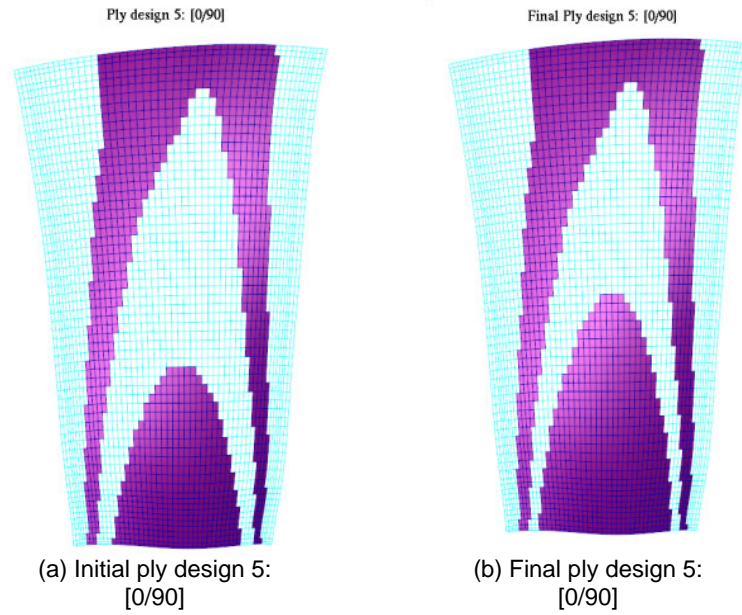 Ply design 5: [0/90]
Final Ply design 5: [0/90]
(a) Initial ply design 5:
[0/90]
(b) Final ply design 5:
[0/90]